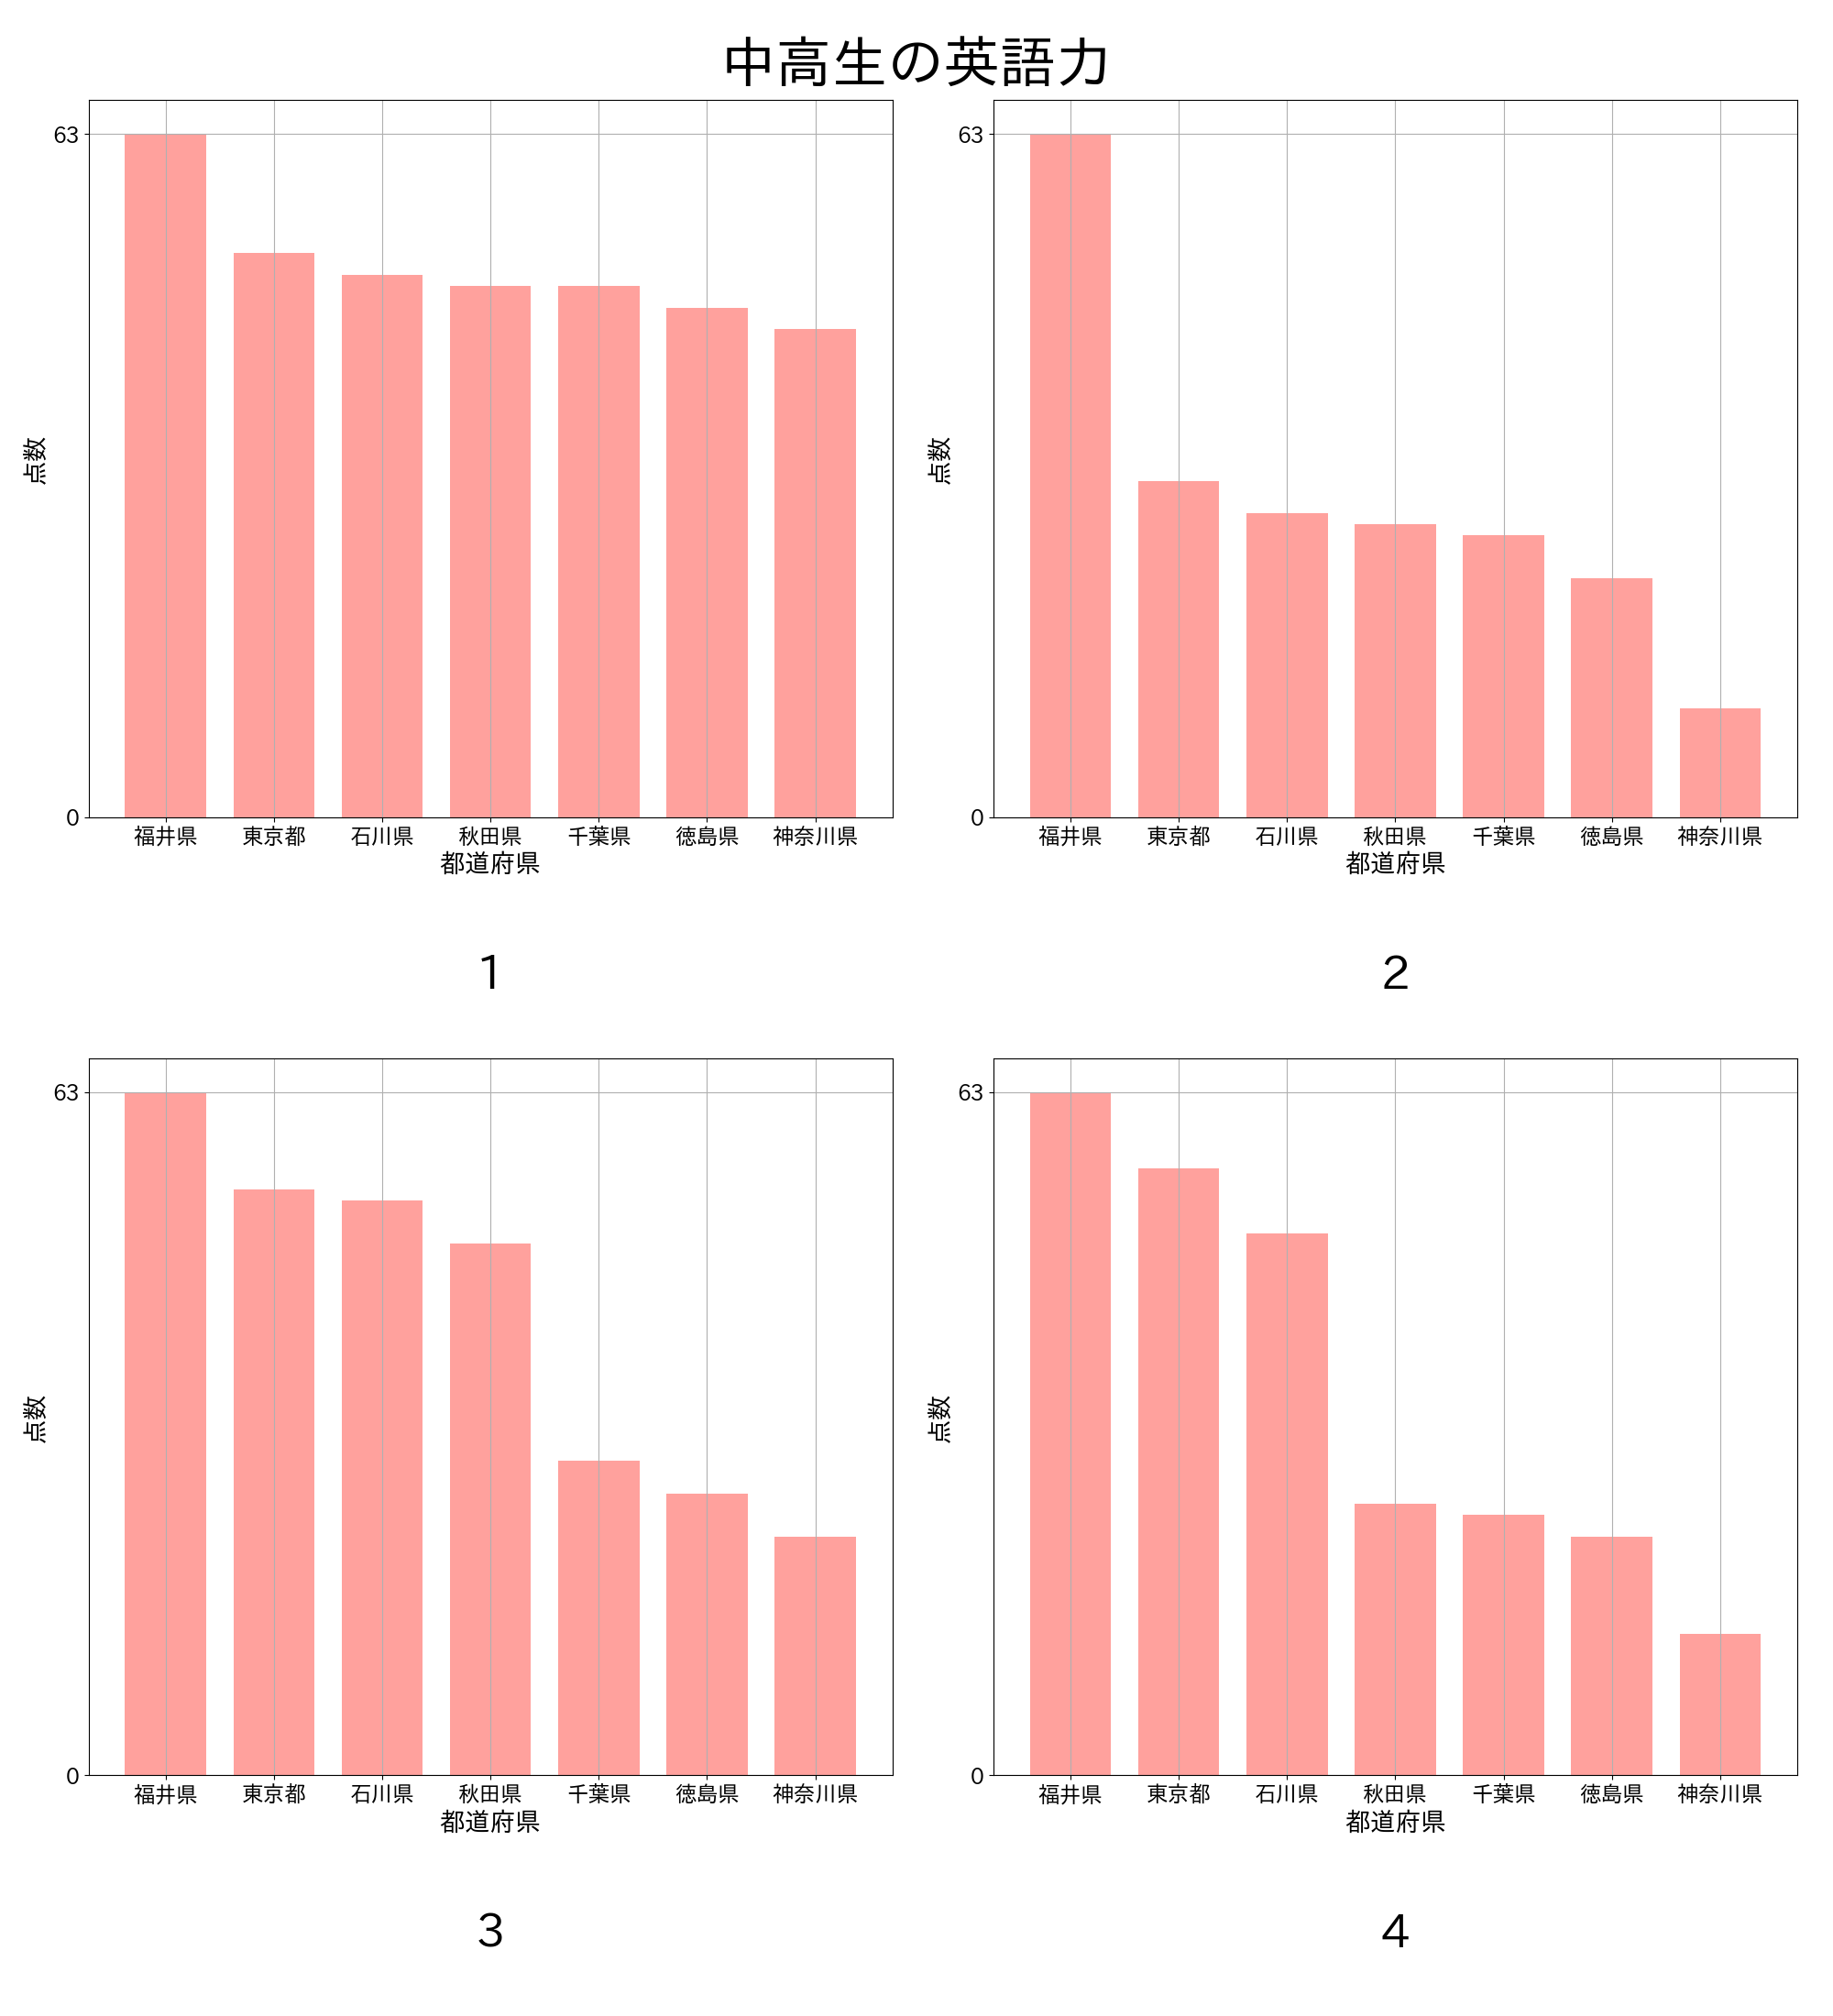 中高生の英語力
63
点数
0
福井県 東京都 石川県 秋田県 千葉県 徳島県 神奈川県
都道府県
1
63
点数
0
福井県 東京都 石川県 秋田県 千葉県 徳島県 神奈川県
都道府県
2
63
点数
0
福井県 東京都 石川県 秋田県 千葉県 徳島県 神奈川県
都道府県
3
63
点数
0
福井県 東京都 石川県 秋田県 千葉県 徳島県 神奈川県
都道府県
4